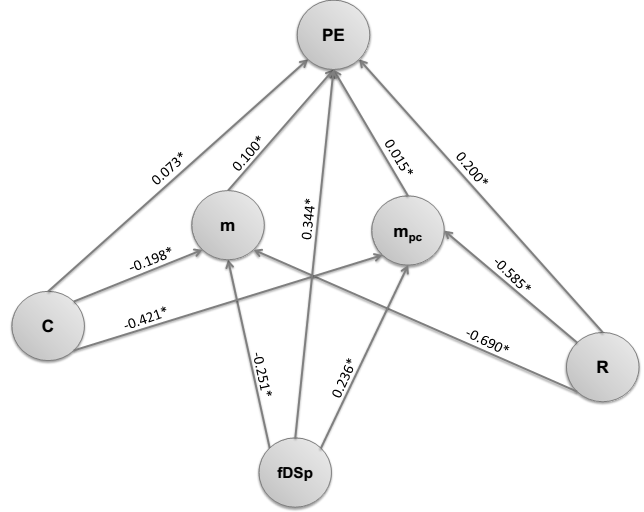 PE
0.073*
0.100*
0.015*
0.200*
0.344*
m
mpc
-0.198*
-0.585*
C
-0.421*
-0.690*
R
-0.251*
0.236*
fDSp